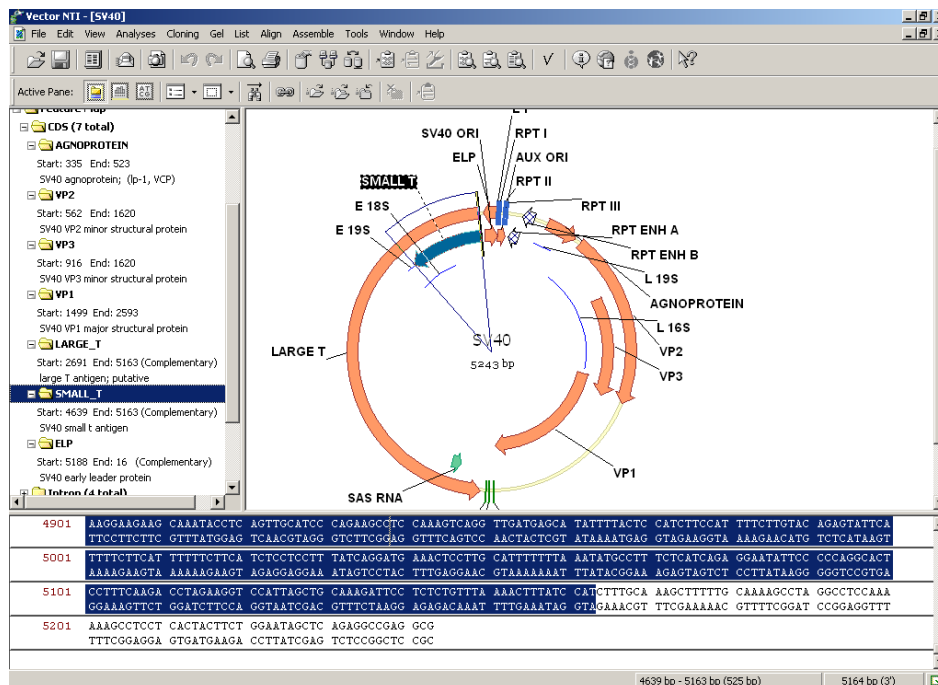 Vector NTI - [SV40]
File Edit View Analyses Cloning Gel List Align Assemble Tools Window Help
Active Pane:
CDS (7 total)
AGNOPROTEIN
Start: 335 End: 523
SV40 agnoprotein; (lp-1, VCP)
VP2
Start: 562 End: 1620
SV40 VP2 minor structural protein
VP3
Start: 916 End: 1620
SV40 VP3 minor structural protein
VP1
Start: 1499 End: 2593
SV40 VP1 major structural protein
LARGE_T
Start: 2691 End: 5163 (Complementary)
large T antigen; putative
SMALL_T
Start: 4639 End: 5163 (Complementary)
SV40 small t antigen
ELP
Start: 5188 End: 16 (Complementary)
SV40 early leader protein
Intron (4 total)
SV40 ORI
RPT I
ELP
AUX ORI
SMALL T
RPT II
E 18S
RPT III
E 19S
RPT ENH A
RPT ENH B
L 19S
AGNOPROTEIN
L 16S
SV40
5243 bp
LARGE T
VP2
VP3
VP1
SAS RNA
4901 AAGGAAGAAG CAAATACCTC AGTTGCATCC CAGAAGCCTC CAAAGTCAGG TTGATGAGCA TATTTTACTC CATCTTCCAT TTTCTTGTAC AGAGTATTCA
TTCCTTCTTC GTTTATGGAG TCAACGTAGG GTCTTCGGAG GTTTCAGTCC AACTACTCGT ATAAAATGAG GTAGAAGGTA AAAGAACATG TCTCATAAGT
5001 TTTTCTTCAT TTTTTCTTCA TCTCCTCCTT TATCAGGATG AAACTCCTTG CATTTTTTTA AATATGCCTT TCTCATCAGA GGAATATTCC CCCAGGCACT
AAAAGAAGTA AAAAAGAAGT AGAGGAGGAA ATAGTCCTAC TTTGAGGAAC GTAAAAAAAT TTATACGGAA AGAGTAGTCT CCTTATAAGG GGGTCCGTGA
5101 CCTTTCAAGA CCTAGAAGGT CCATTAGCTG CAAAGATTCC TCTCTGTTTA AAACTTTATC CATCTTTGCA AAGCTTTTTG CAAAAGCCTA GGCCTCCAAA
GGAAAGTTCT GGATCTTCCA GGTAATCGAC GTTTCTAAGG AGAGACAAAT TTTGAAATAG GTAGAAACGT TTCGAAAAAC GTTTTCGGAT CCGGAGGTTT
5201 AAAGCCTCCT CACTACTTCT GGAATAGCTC AGAGGCCGAG GCG
TTTCGGAGGA GTGATGAAGA CCTTATCGAG TCTCCGGCTC CGC
4639 bp - 5163 bp (525 bp) 5164 bp (3')